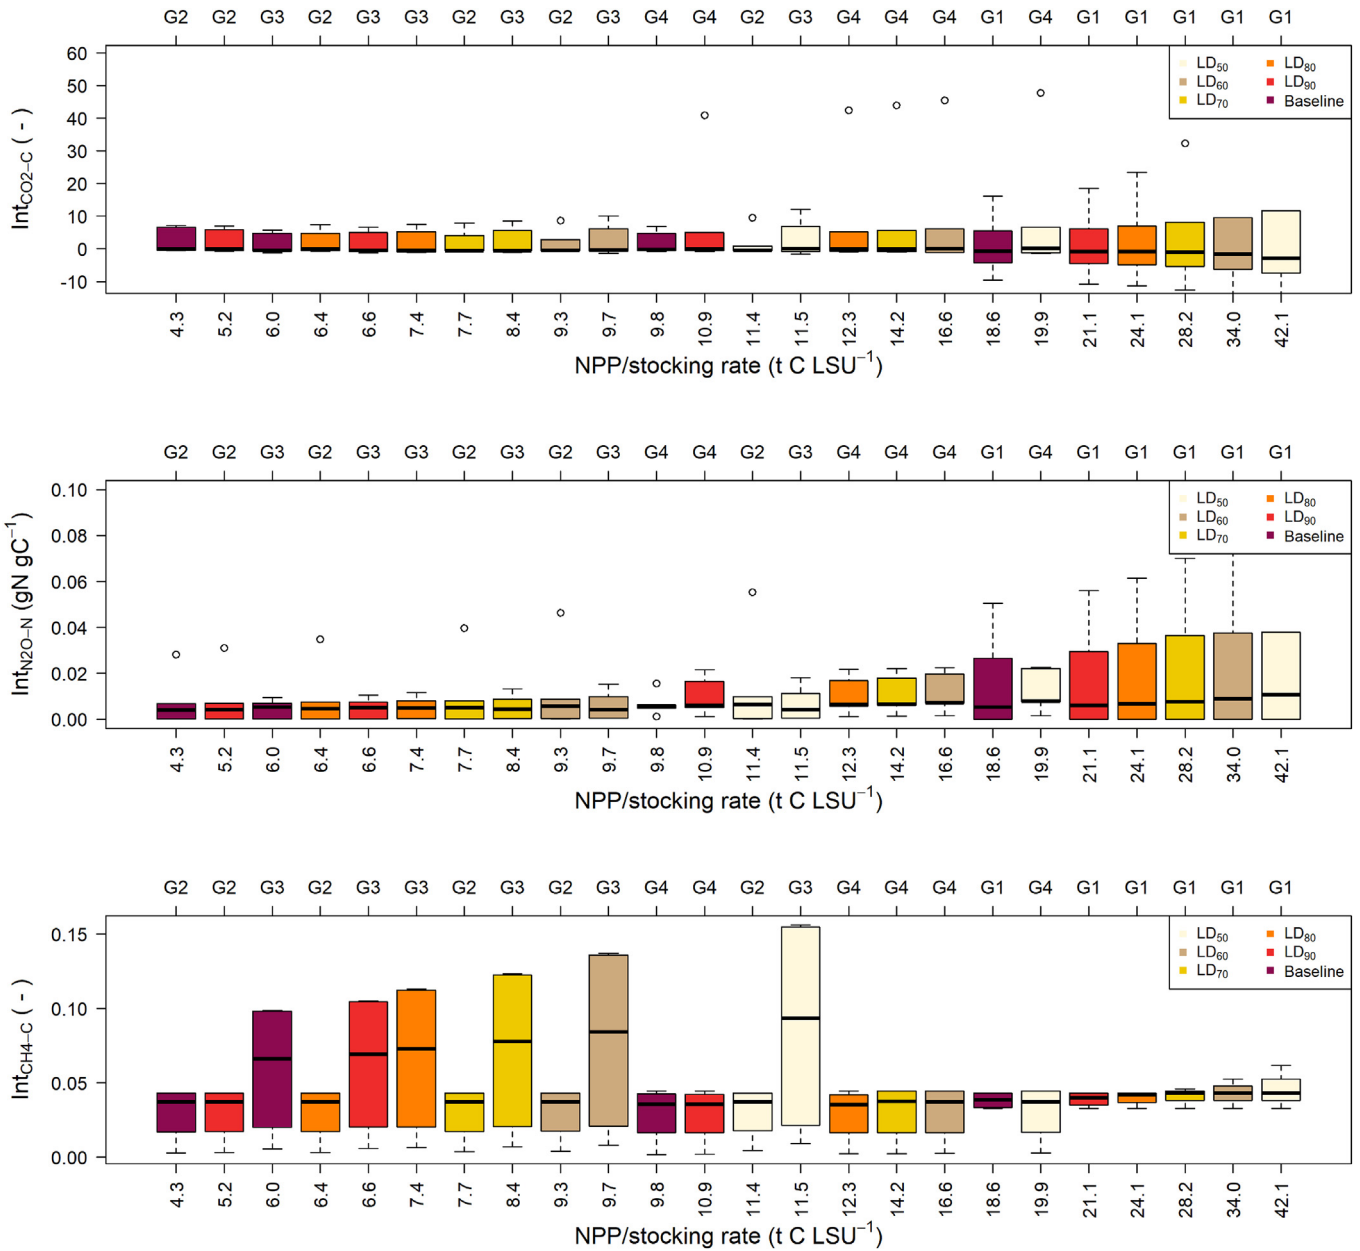 G2 G2 G3 G2 G3 G3 G2 G3 G2 G3 G4 G4 G2 G3 G4 G4 G4 G1 G4 G1 G1 G1 G1 G1
60
50
40
30
20
10
0
-10
Int_CO2−C ( - )
LD50 LD80
LD60 LD90
LD70 Baseline
4.3 5.2 6.0 6.4 6.6 7.4 7.7 8.4 9.3 9.7 9.8 10.9 11.4 11.5 12.3 14.2 16.6 18.6 19.9 21.1 24.1 28.2 34.0 42.1
NPP/stocking rate (t C LSU−1)
G2 G2 G3 G2 G3 G3 G2 G3 G2 G3 G4 G4 G2 G3 G4 G4 G4 G1 G4 G1 G1 G1 G1 G1
0.10
0.08
0.06
0.04
0.02
0.00
Int_N2O−N (gN gC−1)
LD50 LD80
LD60 LD90
LD70 Baseline
4.3 5.2 6.0 6.4 6.6 7.4 7.7 8.4 9.3 9.7 9.8 10.9 11.4 11.5 12.3 14.2 16.6 18.6 19.9 21.1 24.1 28.2 34.0 42.1
NPP/stocking rate (t C LSU−1)
G2 G2 G3 G2 G3 G3 G2 G3 G2 G3 G4 G4 G2 G3 G4 G4 G4 G1 G4 G1 G1 G1 G1 G1
0.15
0.10
0.05
0.00
Int_CH4−C ( - )
LD50 LD80
LD60 LD90
LD70 Baseline
4.3 5.2 6.0 6.4 6.6 7.4 7.7 8.4 9.3 9.7 9.8 10.9 11.4 11.5 12.3 14.2 16.6 18.6 19.9 21.1 24.1 28.2 34.0 42.1
NPP/stocking rate (t C LSU−1)